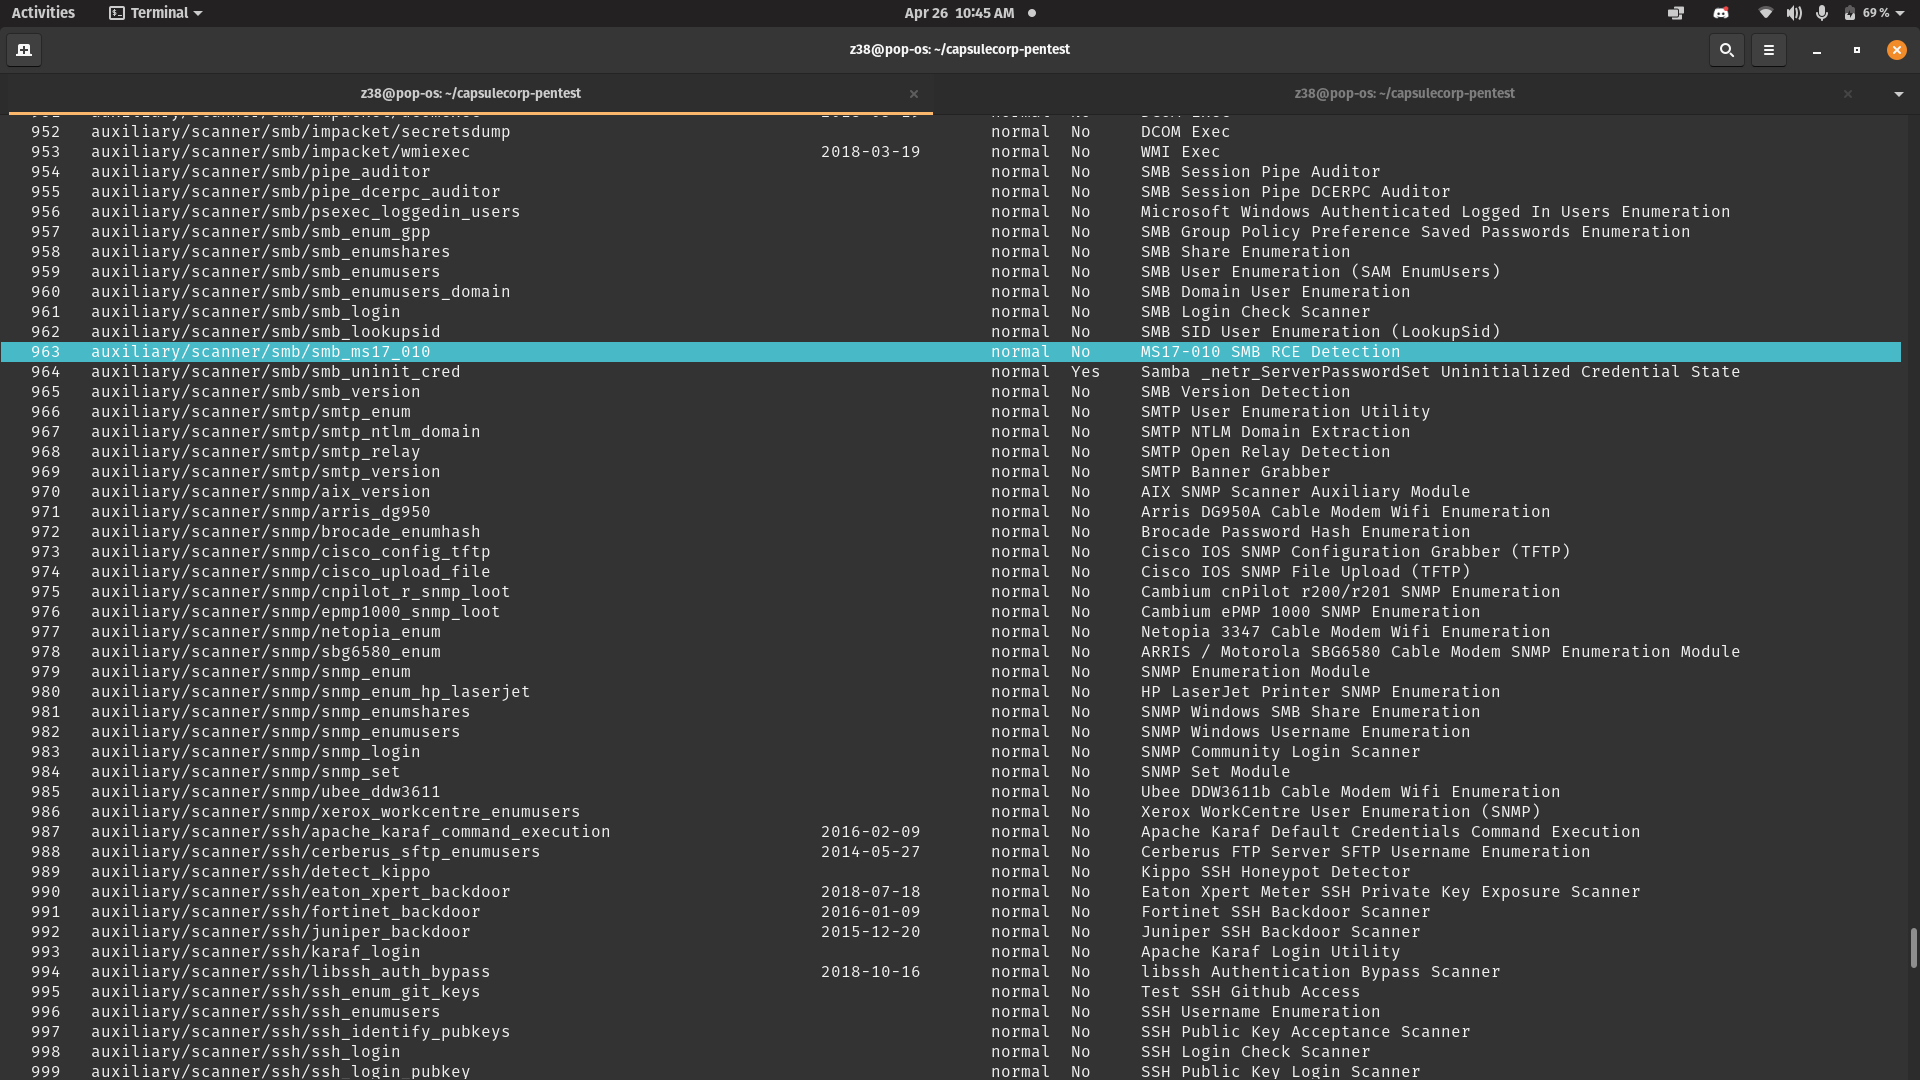 Activities Terminal Apr 26 10:45 AM 69 %
z38@pop-os: ~/capsulecorp-pentest
z38@pop-os: ~/capsulecorp-pentest z38@pop-os: ~/capsulecorp-pentest
952 auxiliary/scanner/smb/impacket/secretsdump normal No DCOM Exec
953 auxiliary/scanner/smb/impacket/wmiexec 2018-03-19 normal No WMI Exec
954 auxiliary/scanner/smb/pipe_auditor normal No SMB Session Pipe Auditor
955 auxiliary/scanner/smb/pipe_dcerpc_auditor normal No SMB Session Pipe DCERPC Auditor
956 auxiliary/scanner/smb/psexec_loggedin_users normal No Microsoft Windows Authenticated Logged In Users Enumeration
957 auxiliary/scanner/smb/smb_enum_gpp normal No SMB Group Policy Preference Saved Passwords Enumeration
958 auxiliary/scanner/smb/smb_enumshares normal No SMB Share Enumeration
959 auxiliary/scanner/smb/smb_enumusers normal No SMB User Enumeration (SAM EnumUsers)
960 auxiliary/scanner/smb/smb_enumusers_domain normal No SMB Domain User Enumeration
961 auxiliary/scanner/smb/smb_login normal No SMB Login Check Scanner
962 auxiliary/scanner/smb/smb_lookupsid normal No SMB SID User Enumeration (LookupSid)
963 auxiliary/scanner/smb/smb_ms17_010 normal No MS17-010 SMB RCE Detection
964 auxiliary/scanner/smb/smb_uninit_cred normal Yes Samba _netr_ServerPasswordSet Uninitialized Credential State
965 auxiliary/scanner/smb/smb_version normal No SMB Version Detection
966 auxiliary/scanner/smtp/smtp_enum normal No SMTP User Enumeration Utility
967 auxiliary/scanner/smtp/smtp_ntlm_domain normal No SMTP NTLM Domain Extraction
968 auxiliary/scanner/smtp/smtp_relay normal No SMTP Open Relay Detection
969 auxiliary/scanner/smtp/smtp_version normal No SMTP Banner Grabber
970 auxiliary/scanner/snmp/aix_version normal No AIX SNMP Scanner Auxiliary Module
971 auxiliary/scanner/snmp/arris_dg950 normal No Arris DG950A Cable Modem Wifi Enumeration
972 auxiliary/scanner/snmp/brocade_enumhash normal No Brocade Password Hash Enumeration
973 auxiliary/scanner/snmp/cisco_config_tftp normal No Cisco IOS SNMP Configuration Grabber (TFTP)
974 auxiliary/scanner/snmp/cisco_upload_file normal No Cisco IOS SNMP File Upload (TFTP)
975 auxiliary/scanner/snmp/cnpilot_r_snmp_loot normal No Cambium cnPilot r200/r201 SNMP Enumeration
976 auxiliary/scanner/snmp/epmp1000_snmp_loot normal No Cambium ePMP 1000 SNMP Enumeration
977 auxiliary/scanner/snmp/netopia_enum normal No Netopia 3347 Cable Modem Wifi Enumeration
978 auxiliary/scanner/snmp/sbg6580_enum normal No ARRIS / Motorola SBG6580 Cable Modem SNMP Enumeration Module
979 auxiliary/scanner/snmp/snmp_enum normal No SNMP Enumeration Module
980 auxiliary/scanner/snmp/snmp_enum_hp_laserjet normal No HP LaserJet Printer SNMP Enumeration
981 auxiliary/scanner/snmp/snmp_enumshares normal No SNMP Windows SMB Share Enumeration
982 auxiliary/scanner/snmp/snmp_enumusers normal No SNMP Windows Username Enumeration
983 auxiliary/scanner/snmp/snmp_login normal No SNMP Community Login Scanner
984 auxiliary/scanner/snmp/snmp_set normal No SNMP Set Module
985 auxiliary/scanner/snmp/ubee_ddw3611 normal No Ubee DDW3611b Cable Modem Wifi Enumeration
986 auxiliary/scanner/snmp/xerox_workcentre_enumusers normal No Xerox WorkCentre User Enumeration (SNMP)
987 auxiliary/scanner/ssh/apache_karaf_command_execution 2016-02-09 normal No Apache Karaf Default Credentials Command Execution
988 auxiliary/scanner/ssh/cerberus_sftp_enumusers 2014-05-27 normal No Cerberus FTP Server SFTP Username Enumeration
989 auxiliary/scanner/ssh/detect_kippo normal No Kippo SSH Honeypot Detector
990 auxiliary/scanner/ssh/eaton_xpert_backdoor 2018-07-18 normal No Eaton Xpert Meter SSH Private Key Exposure Scanner
991 auxiliary/scanner/ssh/fortinet_backdoor 2016-01-09 normal No Fortinet SSH Backdoor Scanner
992 auxiliary/scanner/ssh/juniper_backdoor 2015-12-20 normal No Juniper SSH Backdoor Scanner
993 auxiliary/scanner/ssh/karaf_login normal No Apache Karaf Login Utility
994 auxiliary/scanner/ssh/libssh_auth_bypass 2018-10-16 normal No libssh Authentication Bypass Scanner
995 auxiliary/scanner/ssh/ssh_enum_git_keys normal No Test SSH Github Access
996 auxiliary/scanner/ssh/ssh_enumusers normal No SSH Username Enumeration
997 auxiliary/scanner/ssh/ssh_identify_pubkeys normal No SSH Public Key Acceptance Scanner
998 auxiliary/scanner/ssh/ssh_login normal No SSH Login Check Scanner
999 auxiliary/scanner/ssh/ssh_login_pubkey normal No SSH Public Key Login Scanner